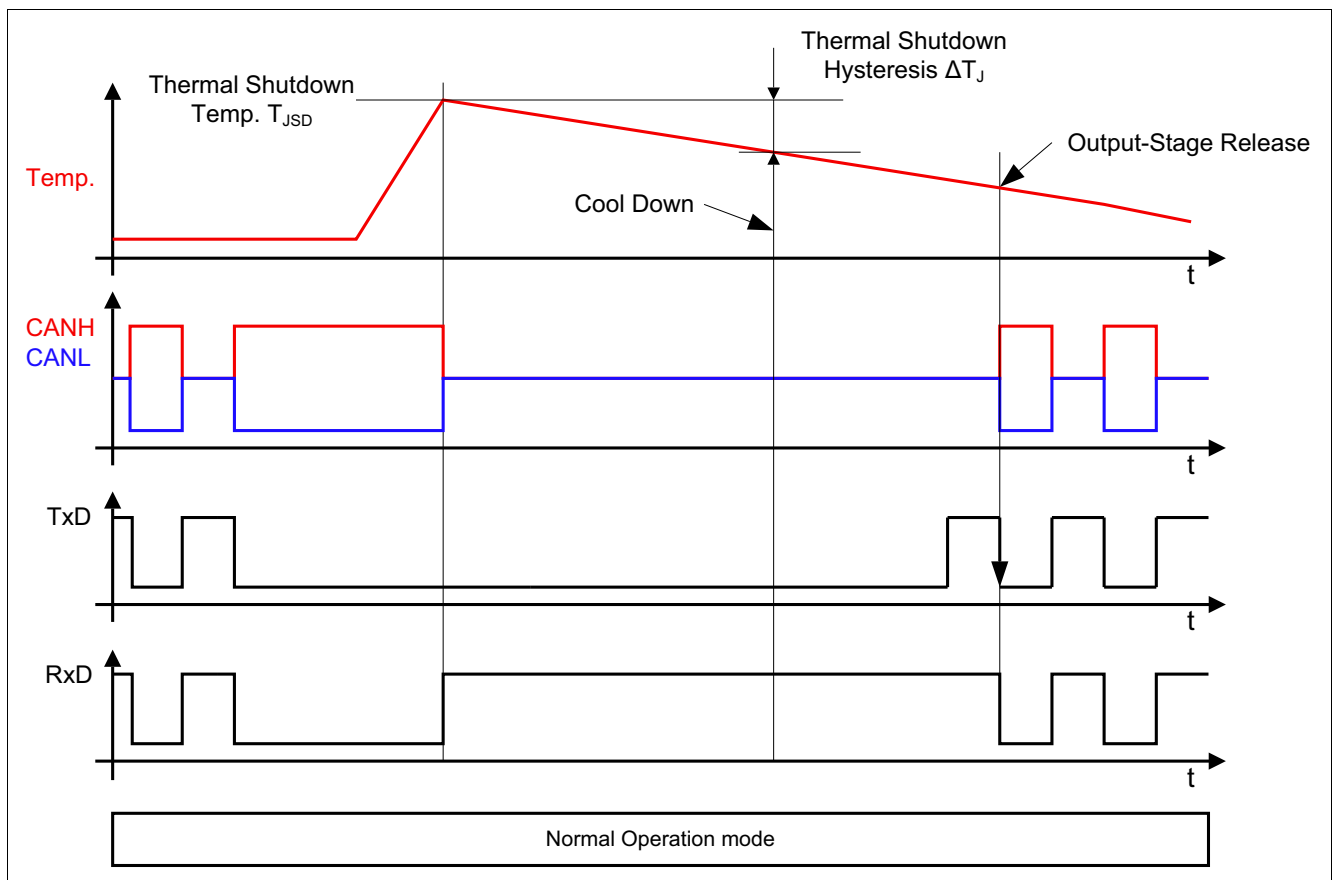 Thermal Shutdown
Hysteresis ΔTJ
Thermal Shutdown
Temp. TJSD
Output-Stage Release
Temp.
Cool Down
t
CANH
CANL
t
TxD
t
RxD
t
Normal Operation mode